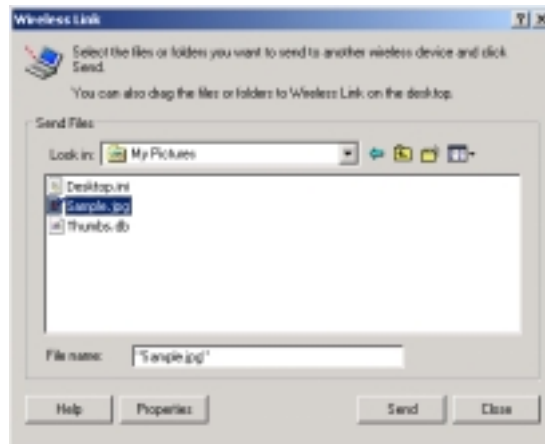 Wireless Link
Select the files or folders you want to send to another wireless device and click
Send.
You can also drag the files or folders to Wireless Link on the desktop.
Send Files
Look in: My Pictures
Desktop.ini
Sample.jpg
Thumbs.db
File name: "Sample.jpg"
Help Properties Send Close